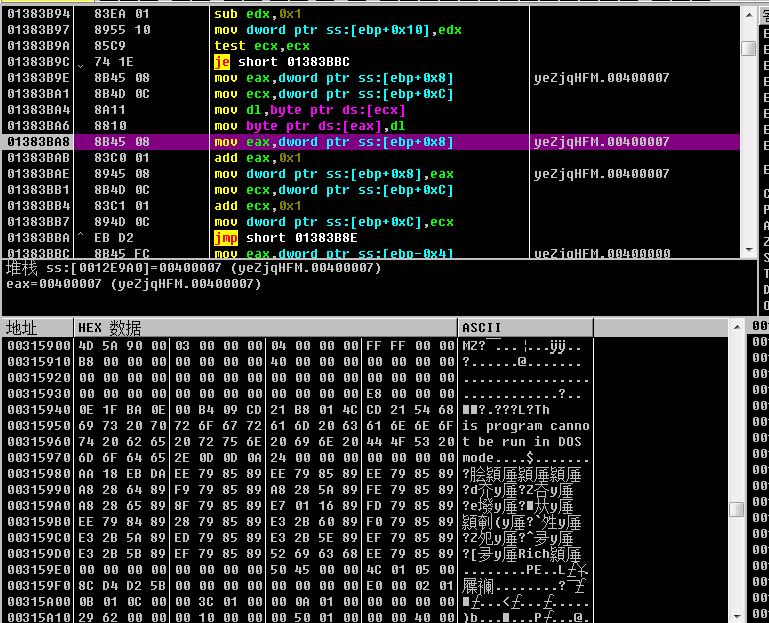 01383B94 83EA 01 sub edx,0x1
01383B97 8955 10 mov dword ptr ss:[ebp+0x10],edx
01383B9A 85C9 test ecx,ecx
01383B9C 74 1E je short 01383BBC
01383B9E 8B45 08 mov eax,dword ptr ss:[ebp+0x8] yeZjqHFM.00400007
01383BA1 8B4D 0C mov ecx,dword ptr ss:[ebp+0xC]
01383BA4 8A11 mov dl,byte ptr ds:[ecx]
01383BA6 8810 mov byte ptr ds:[eax],dl
01383BA8 8B45 08 mov eax,dword ptr ss:[ebp+0x8] yeZjqHFM.00400007
01383BAB 83C0 01 add eax,0x1
01383BAE 8945 08 mov dword ptr ss:[ebp+0x8],eax yeZjqHFM.00400007
01383BB1 8B4D 0C mov ecx,dword ptr ss:[ebp+0xC]
01383BB4 83C1 01 add ecx,0x1
01383BB7 894D 0C mov dword ptr ss:[ebp+0xC],ecx
01383BBA EB D2 jmp short 01383B8E
01383BBC 8B45 FC mov eax,dword ptr ss:[ebp-0x4] yeZjqHFM.00400000
堆栈 ss:[0012E9A0]=00400007 (yeZjqHFM.00400007)
eax=00400007 (yeZjqHFM.00400007)
地址 HEX 数据 ASCII
00315900 4D 5A 90 00 03 00 00 00 04 00 00 00 FF FF 00 00
00315910 B8 00 00 00 00 00 00 00 40 00 00 00 00 00 00 00 ?.......@.......
00315920 00 00 00 00 00 00 00 00 00 00 00 00 00 00 00 00 ................
00315930 00 00 00 00 00 00 00 00 00 00 00 00 E8 00 00 00 ............?..
00315940 0E 1F BA 0E 00 B4 09 CD 21 B8 01 4C CD 21 54 68
00315950 69 73 20 70 72 6F 67 72 61 6D 20 63 61 6E 6E 6F is program canno
00315960 74 20 62 65 20 72 75 6E 20 69 6E 20 44 4F 53 20 t be run in DOS
00315970 6D 6F 64 65 2E 0D 0D 0A 24 00 00 00 00 00 00 00 mode....$.......
00315980 AA 18 EB DA EE 79 85 89 EE 79 85 89 EE 79 85 89
00315990 A8 28 64 89 F9 79 85 89 A8 28 5A 89 FE 79 85 89
003159A0 A8 28 65 89 8F 79 85 89 E7 01 16 89 FD 79 85 89
003159B0 EE 79 84 89 28 79 85 89 E3 2B 60 89 F0 79 85 89
003159C0 E3 2B 5A 89 ED 79 85 89 E3 2B 5E 89 EF 79 85 89
003159D0 E3 2B 5B 89 EF 79 85 89 52 69 63 68 EE 79 85 89
003159E0 00 00 00 00 00 00 00 00 50 45 00 00 4C 01 05 00
003159F0 8C D4 D2 5B 00 00 00 00 00 00 00 00 E0 00 02 01
00315A00 0B 01 0C 00 00 3C 01 00 00 0A 01 00 00 00 00 00
00315A10 29 62 00 00 00 10 00 00 00 50 01 00 00 00 40 00